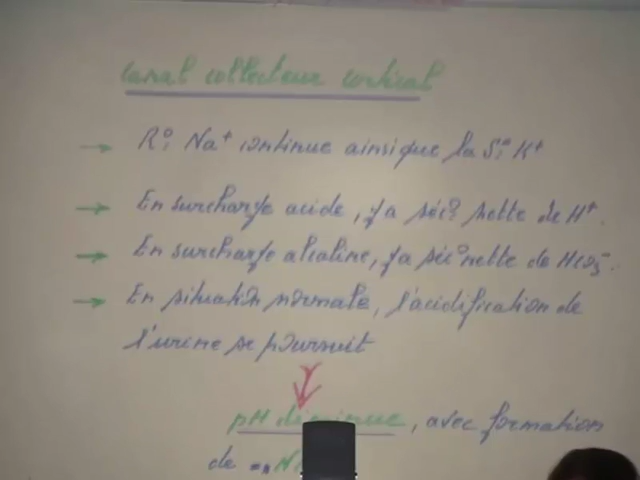 canal collecteur cortical
→ R° Na⁺ continue ainsi que la S° K⁺
→ En surcharge acide, y a séc° nette de H⁺.
→ En surcharge alcaline, y a séc° nette de HCO₃⁻.
→ En situation normale, l'acidification de
l'urine se poursuit
pH diminue, avec formation
de